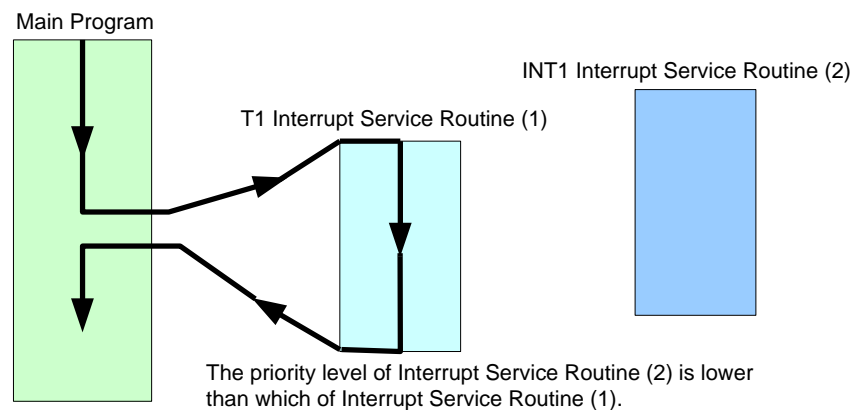 Main Program
INT1 Interrupt Service Routine (2)
T1 Interrupt Service Routine (1)
The priority level of Interrupt Service Routine (2) is lower
than which of Interrupt Service Routine (1).